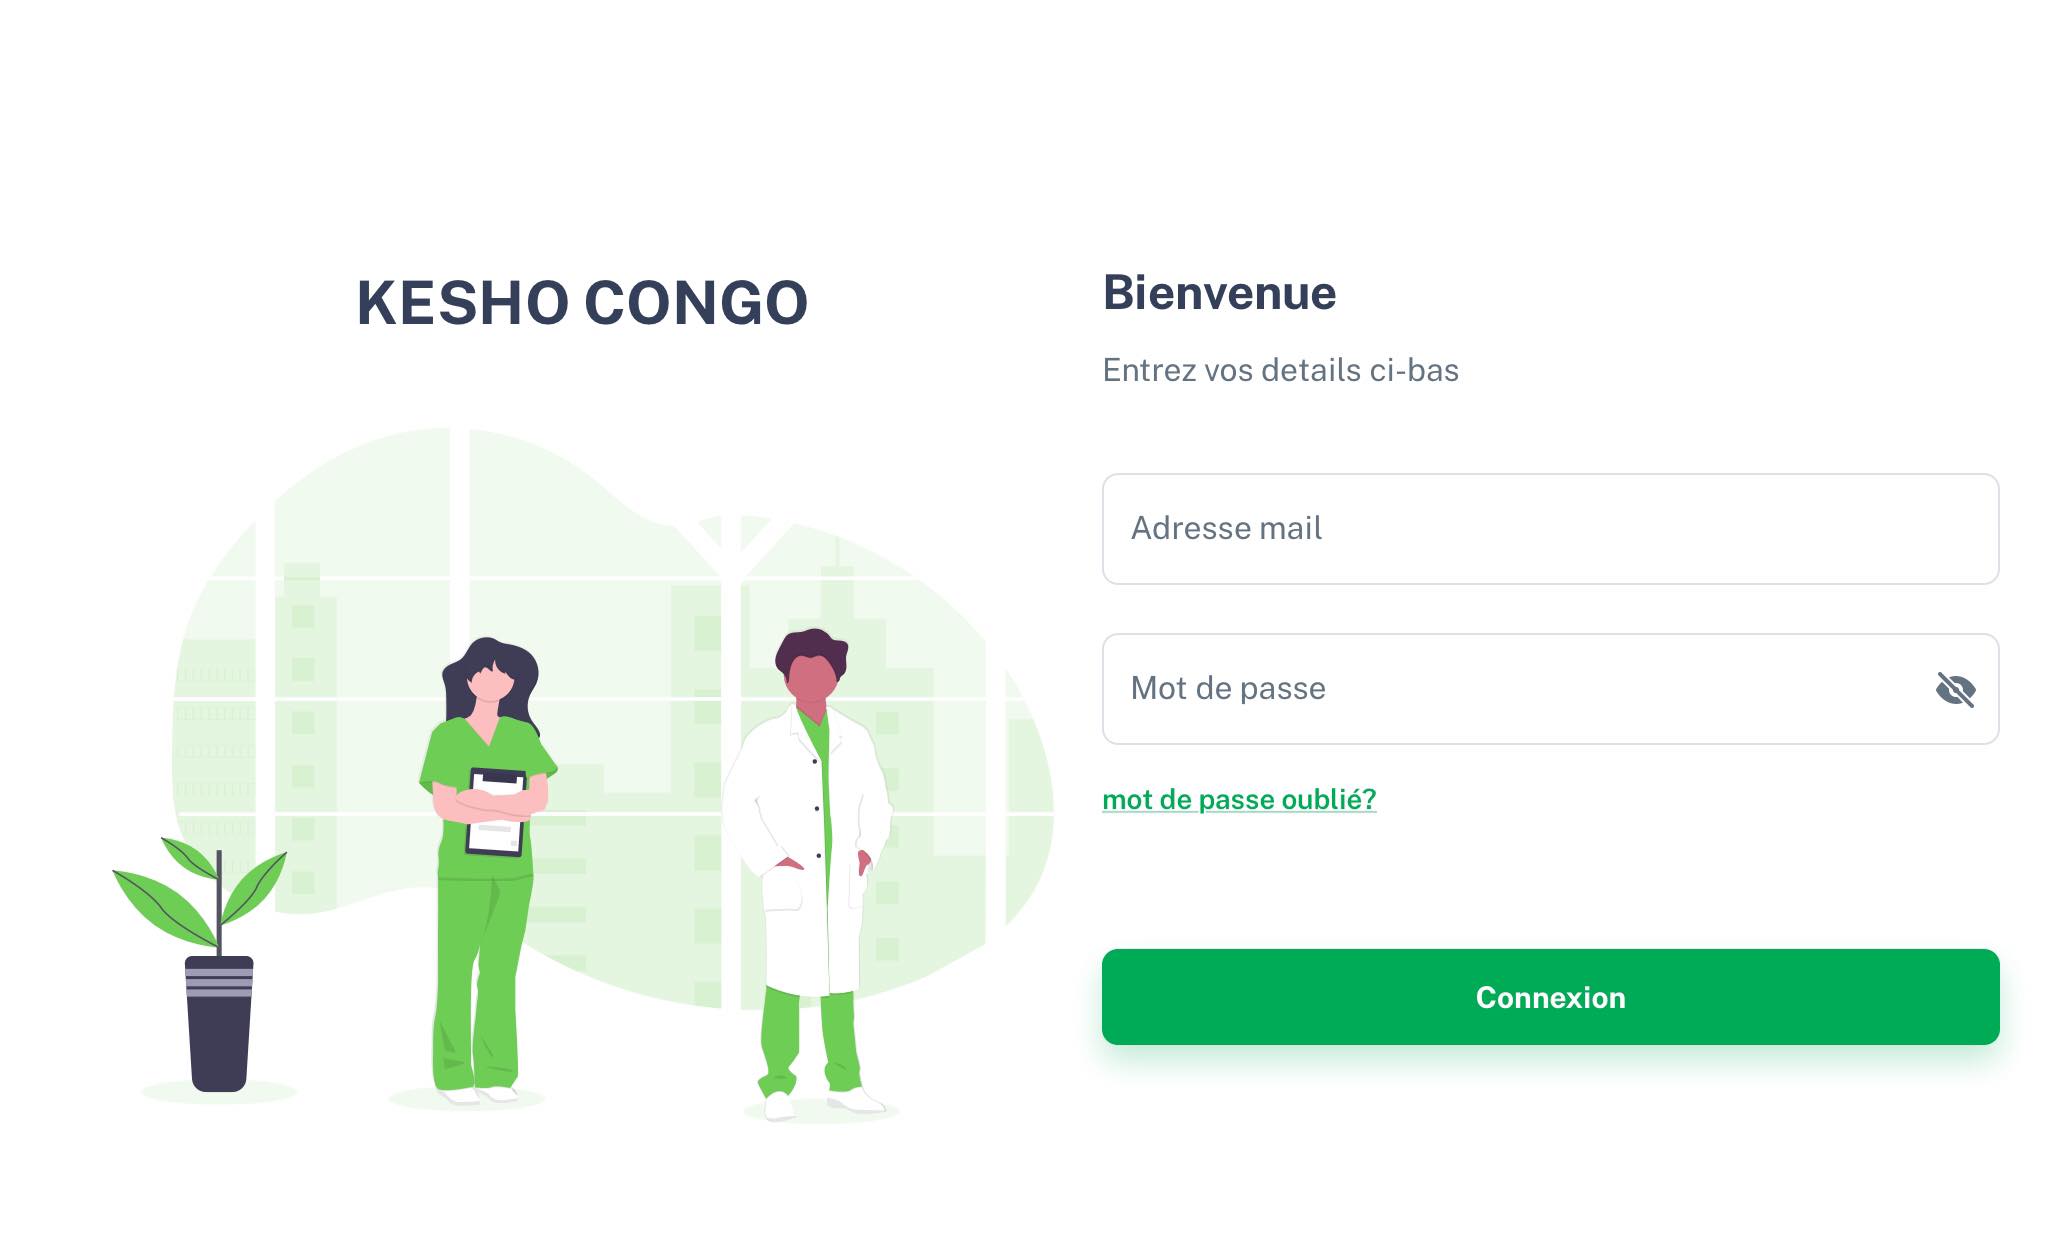 KESHO CONGO
Bienvenue
Entrez vos details ci-bas
Adresse mail
Mot de passe
mot de passe oublié?
Connexion